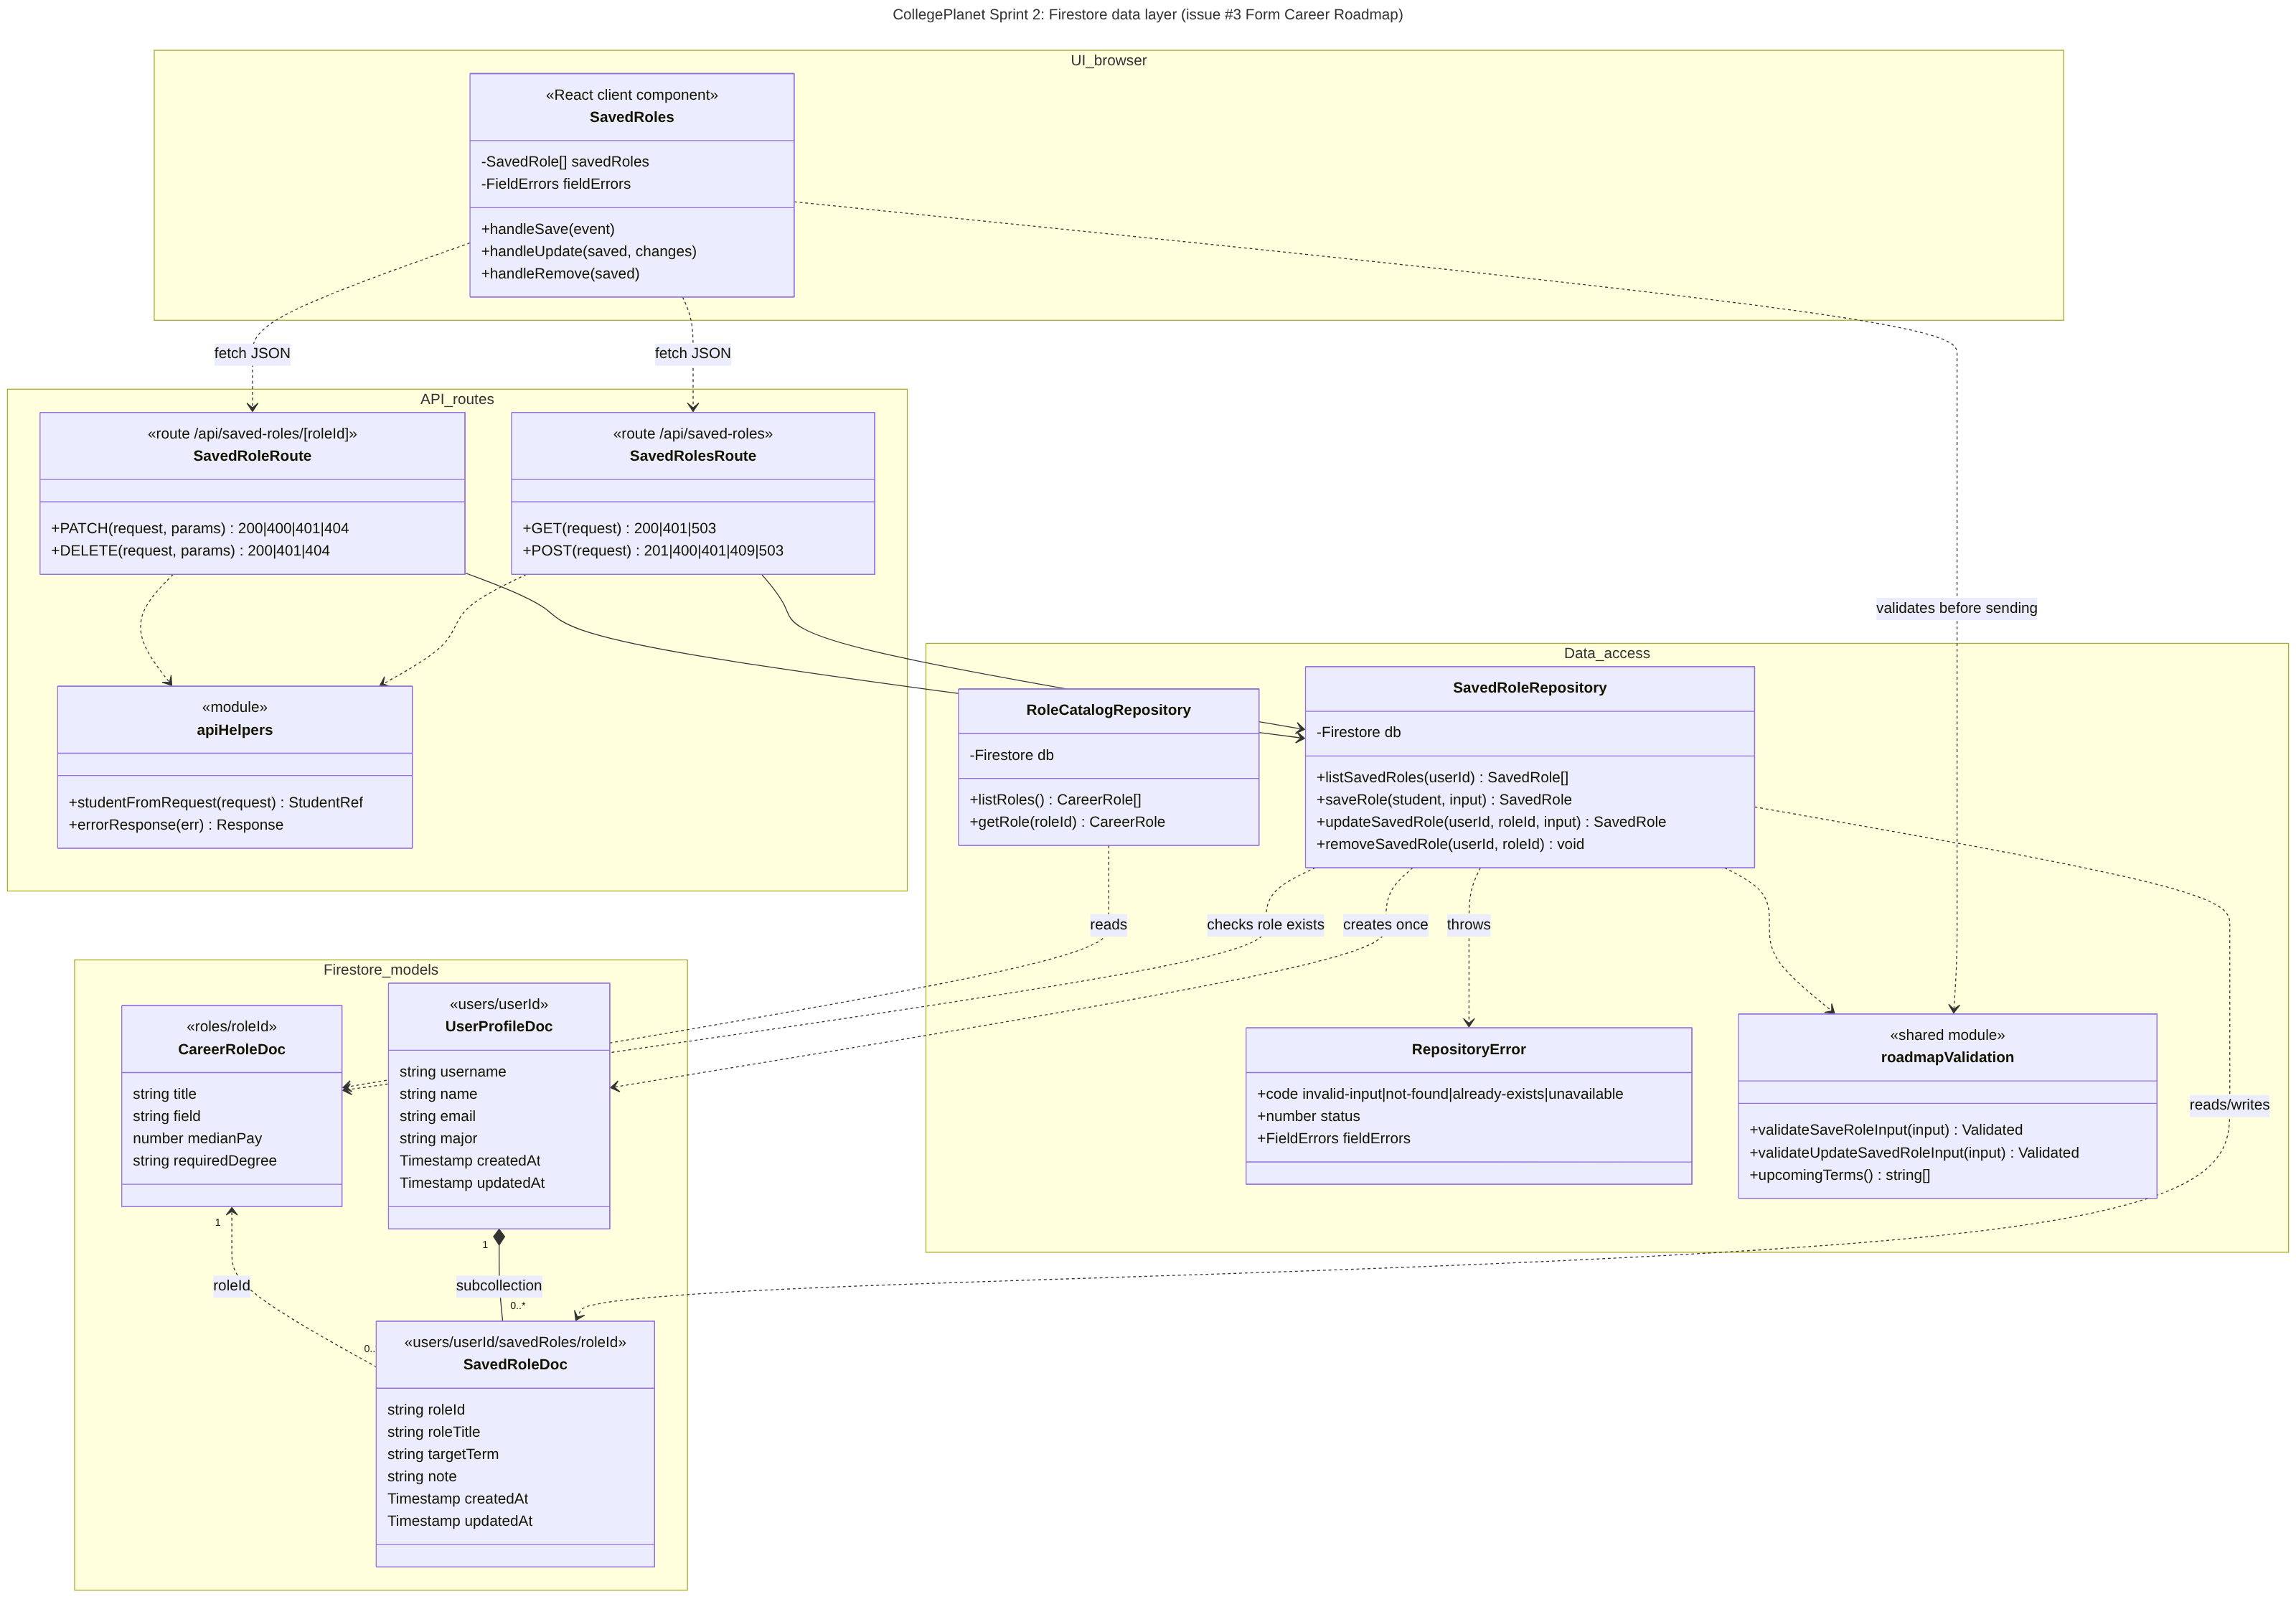 CollegePlanet Sprint 2: Firestore data layer (issue #3 Form Career Roadmap)
UI_browser
«React client component»
SavedRoles
-SavedRole[] savedRoles
-FieldErrors fieldErrors
+handleSave(event)
+handleUpdate(saved, changes)
+handleRemove(saved)
fetch JSON
fetch JSON
validates before sending
API_routes
«route /api/saved-roles/[roleId]»
SavedRoleRoute
+PATCH(request, params) : 200|400|401|404
+DELETE(request, params) : 200|401|404
«route /api/saved-roles»
SavedRolesRoute
+GET(request) : 200|401|503
+POST(request) : 201|400|401|409|503
«module»
apiHelpers
+studentFromRequest(request) : StudentRef
+errorResponse(err) : Response
Data_access
RoleCatalogRepository
-Firestore db
+listRoles() : CareerRole[]
+getRole(roleId) : CareerRole
SavedRoleRepository
-Firestore db
+listSavedRoles(userId) : SavedRole[]
+saveRole(student, input) : SavedRole
+updateSavedRole(userId, roleId, input) : SavedRole
+removeSavedRole(userId, roleId) : void
reads
checks role exists
creates once
throws
reads/writes
RepositoryError
+code invalid-input|not-found|already-exists|unavailable
+number status
+FieldErrors fieldErrors
«shared module»
roadmapValidation
+validateSaveRoleInput(input) : Validated
+validateUpdateSavedRoleInput(input) : Validated
+upcomingTerms() : string[]
Firestore_models
«roles/roleId»
CareerRoleDoc
string title
string field
number medianPay
string requiredDegree
«users/userId»
UserProfileDoc
string username
string name
string email
string major
Timestamp createdAt
Timestamp updatedAt
1
roleId
0..
1
subcollection
0..*
«users/userId/savedRoles/roleId»
SavedRoleDoc
string roleId
string roleTitle
string targetTerm
string note
Timestamp createdAt
Timestamp updatedAt